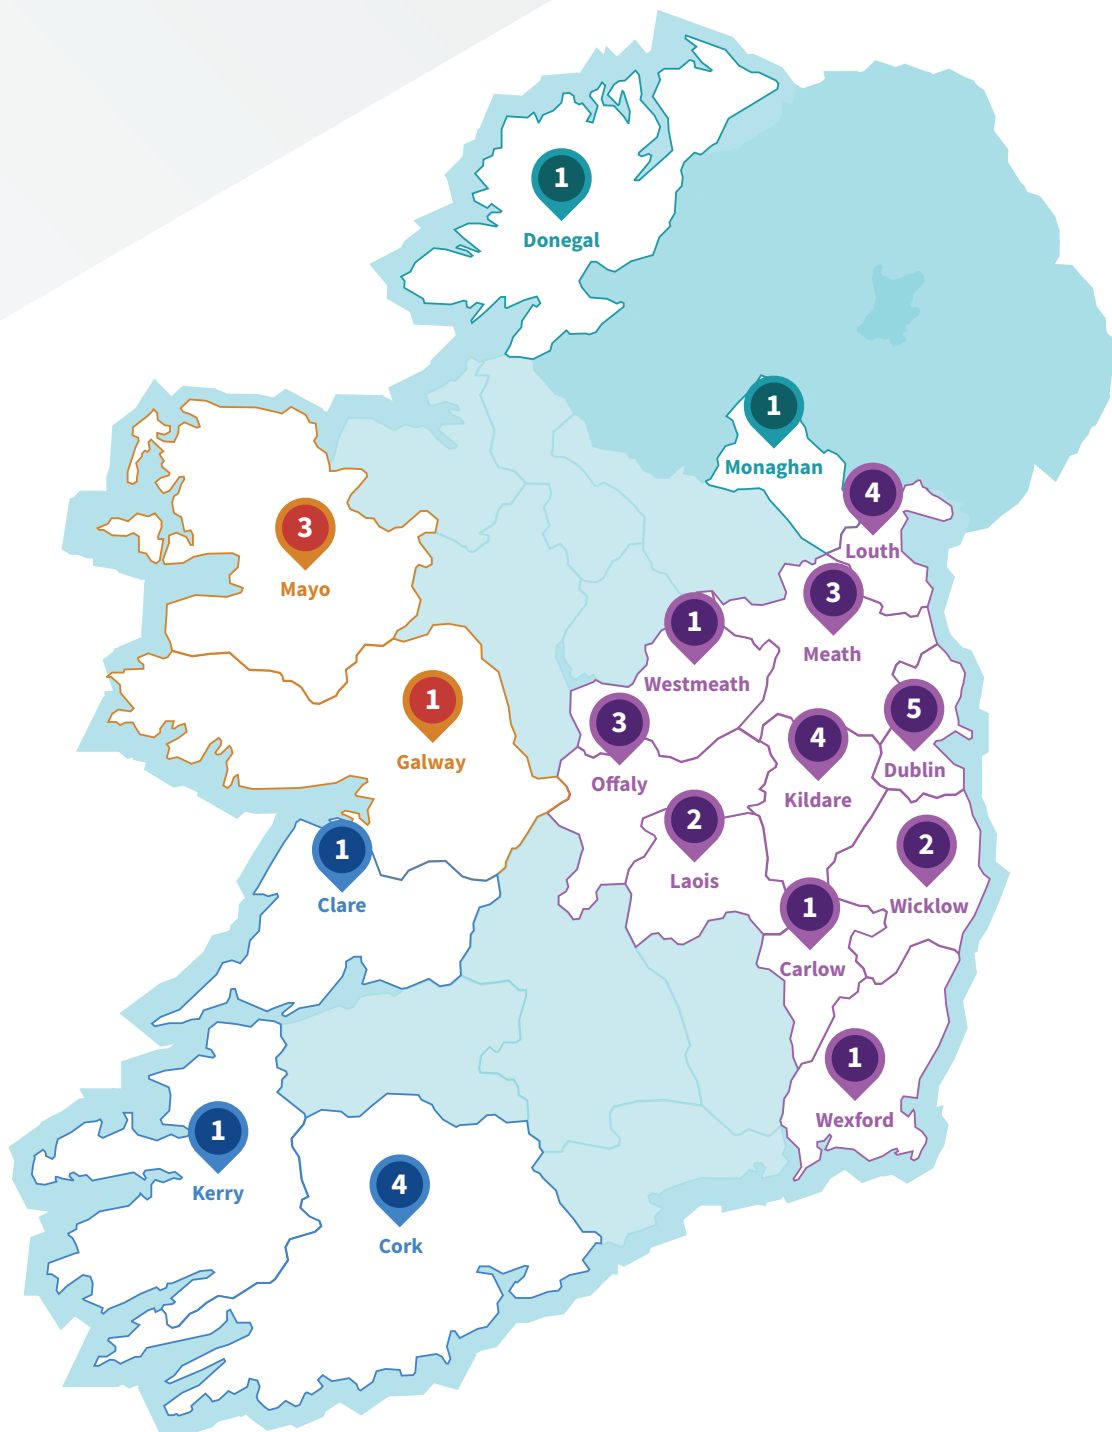 1
Donegal
1
Monaghan
4
Louth
3
Mayo
3
Meath
1
Westmeath
1
Galway
3
Offaly
5
Dublin
4
Kildare
2
Laois
2
Wicklow
1
Clare
1
Carlow
1
Wexford
1
Kerry
4
Cork